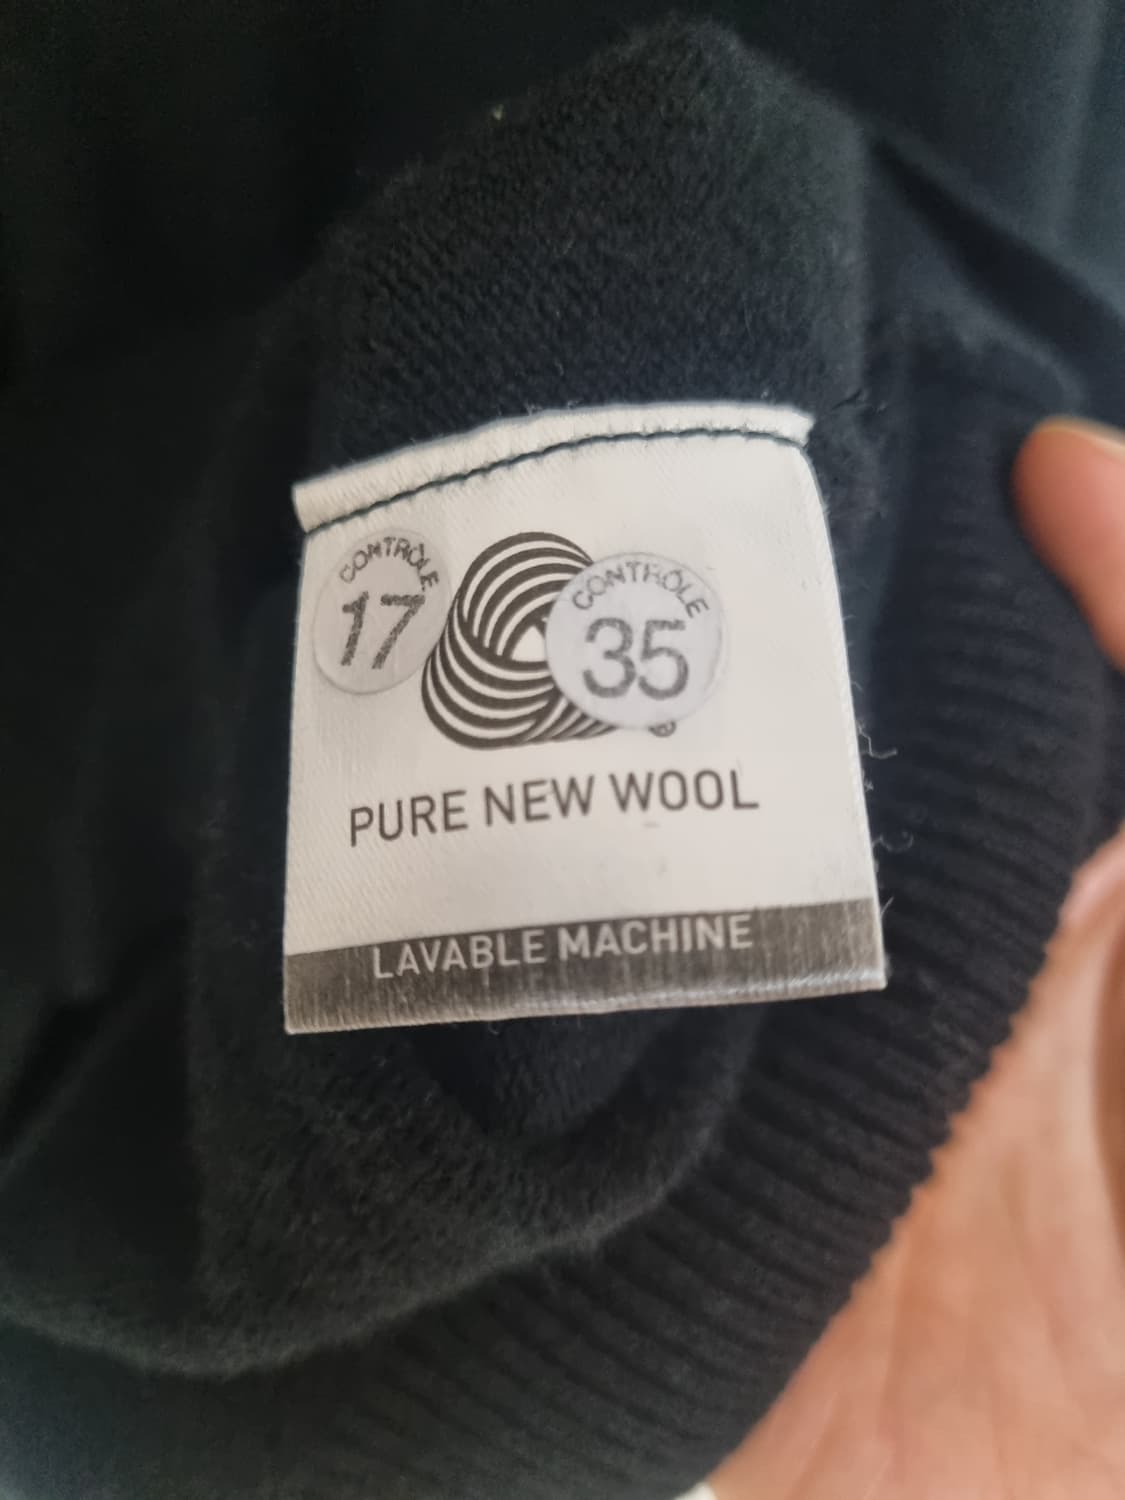 CONTRÔLE
17
CONTRÔLE
35
®
PURE NEW WOOL
LAVABLE MACHINE